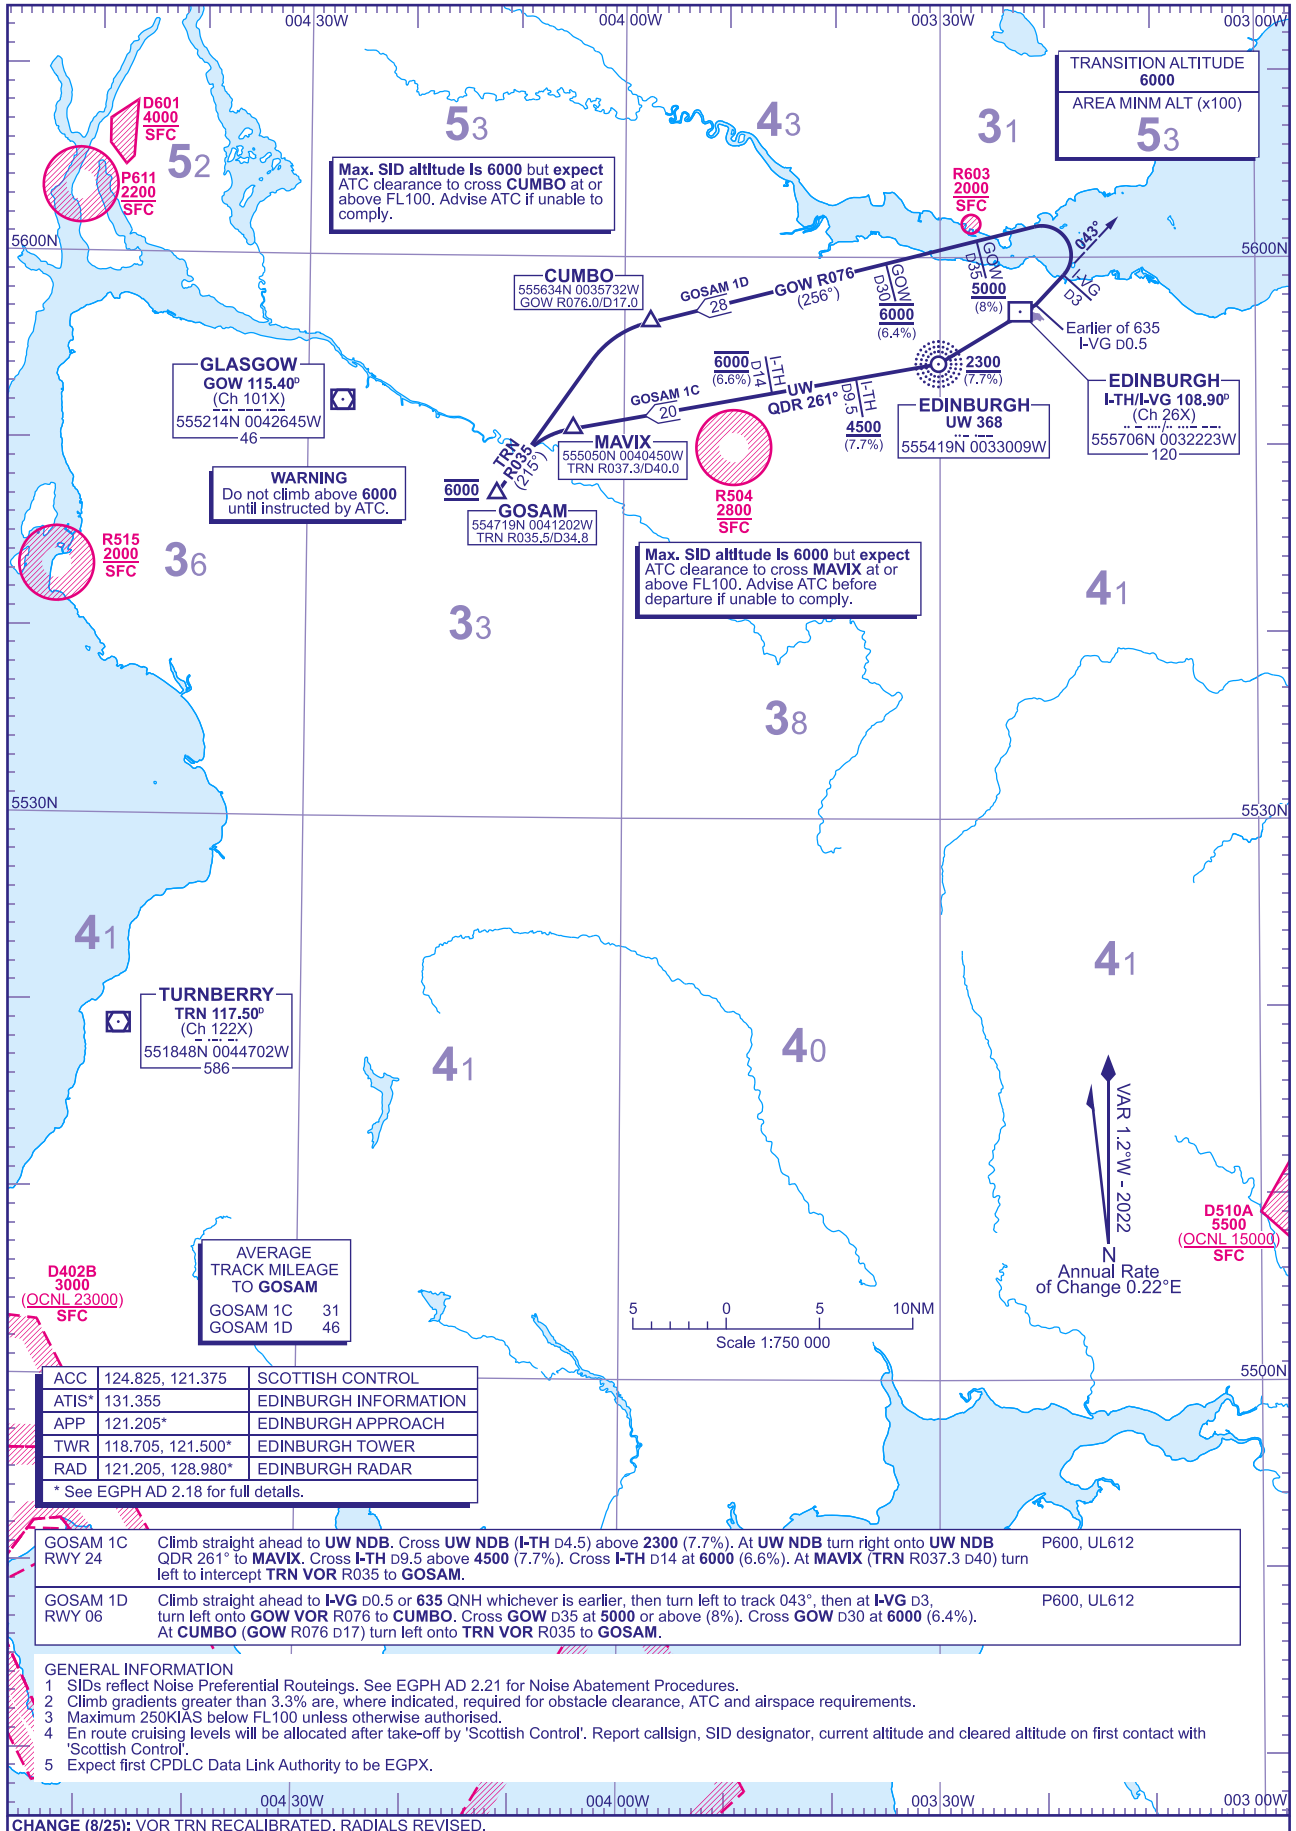 004 30W
004 00W
003 30W
003 00W
TRANSITION ALTITUDE
6000
AREA MINM ALT (x100)
53
D601
4000
SFC
52
53
43
31
P611
2200
SFC
Max. SID altitude is 6000 but expect
ATC clearance to cross CUMBO at or
above FL100. Advise ATC if unable to
comply.
R603
2000
SFC
5600N
5600N
043°
CUMBO
555634N 0035732W
GOW R076.0/D17.0
GOSAM 1D
28
GOW R076
(256°)
GOW
D30
6000
(6.4%)
GOW
D35
5000
(8%)
I-VG
D3
Earlier of 635
I-VG D0.5
GLASGOW
GOW 115.40D
(Ch 101X)
555214N 0042645W
46
6000
(6.6%)
I-TH
D14
GOSAM 1C
20
UW
QDR 261°
I-TH
D9.5
4500
(7.7%)
2300
(7.7%)
EDINBURGH
UW 368
555419N 0033009W
EDINBURGH
I-TH/I-VG 108.90D
(Ch 26X)
555706N 0032223W
120
MAVIX
555050N 0040450W
TRN R037.3/D40.0
TRN
R035
(215°)
WARNING
Do not climb above 6000
until instructed by ATC.
6000
GOSAM
554719N 0041202W
TRN R035.5/D34.8
R504
2800
SFC
R515
2000
SFC
36
33
Max. SID altitude is 6000 but expect
ATC clearance to cross MAVIX at or
above FL100. Advise ATC before
departure if unable to comply.
41
38
5530N
5530N
41
41
TURNBERRY
TRN 117.50D
(Ch 122X)
551848N 0044702W
586
41
40
VAR 1.2°W - 2022
N
Annual Rate
of Change 0.22°E
D510A
5500
(OCNL 15000)
SFC
D402B
3000
(OCNL 23000)
SFC
AVERAGE
TRACK MILEAGE
TO GOSAM
GOSAM 1C 31
GOSAM 1D 46
5 0 5 10NM
Scale 1:750 000
5500N
ACC 124.825, 121.375 SCOTTISH CONTROL
ATIS* 131.355 EDINBURGH INFORMATION
APP 121.205* EDINBURGH APPROACH
TWR 118.705, 121.500* EDINBURGH TOWER
RAD 121.205, 128.980* EDINBURGH RADAR
* See EGPH AD 2.18 for full details.
GOSAM 1C Climb straight ahead to UW NDB. Cross UW NDB (I-TH D4.5) above 2300 (7.7%). At UW NDB turn right onto UW NDB P600, UL612
RWY 24 QDR 261° to MAVIX. Cross I-TH D9.5 above 4500 (7.7%). Cross I-TH D14 at 6000 (6.6%). At MAVIX (TRN R037.3 D40) turn
left to intercept TRN VOR R035 to GOSAM.
GOSAM 1D Climb straight ahead to I-VG D0.5 or 635 QNH whichever is earlier, then turn left to track 043°, then at I-VG D3, P600, UL612
RWY 06 turn left onto GOW VOR R076 to CUMBO. Cross GOW D35 at 5000 or above (8%). Cross GOW D30 at 6000 (6.4%).
At CUMBO (GOW R076 D17) turn left onto TRN VOR R035 to GOSAM.
GENERAL INFORMATION
1 SIDs reflect Noise Preferential Routeings. See EGPH AD 2.21 for Noise Abatement Procedures.
2 Climb gradients greater than 3.3% are, where indicated, required for obstacle clearance, ATC and airspace requirements.
3 Maximum 250KIAS below FL100 unless otherwise authorised.
4 En route cruising levels will be allocated after take-off by 'Scottish Control'. Report callsign, SID designator, current altitude and cleared altitude on first contact with
'Scottish Control'.
5 Expect first CPDLC Data Link Authority to be EGPX.
004 30W
004 00W
003 30W
003 00W
CHANGE (8/25): VOR TRN RECALIBRATED. RADIALS REVISED.